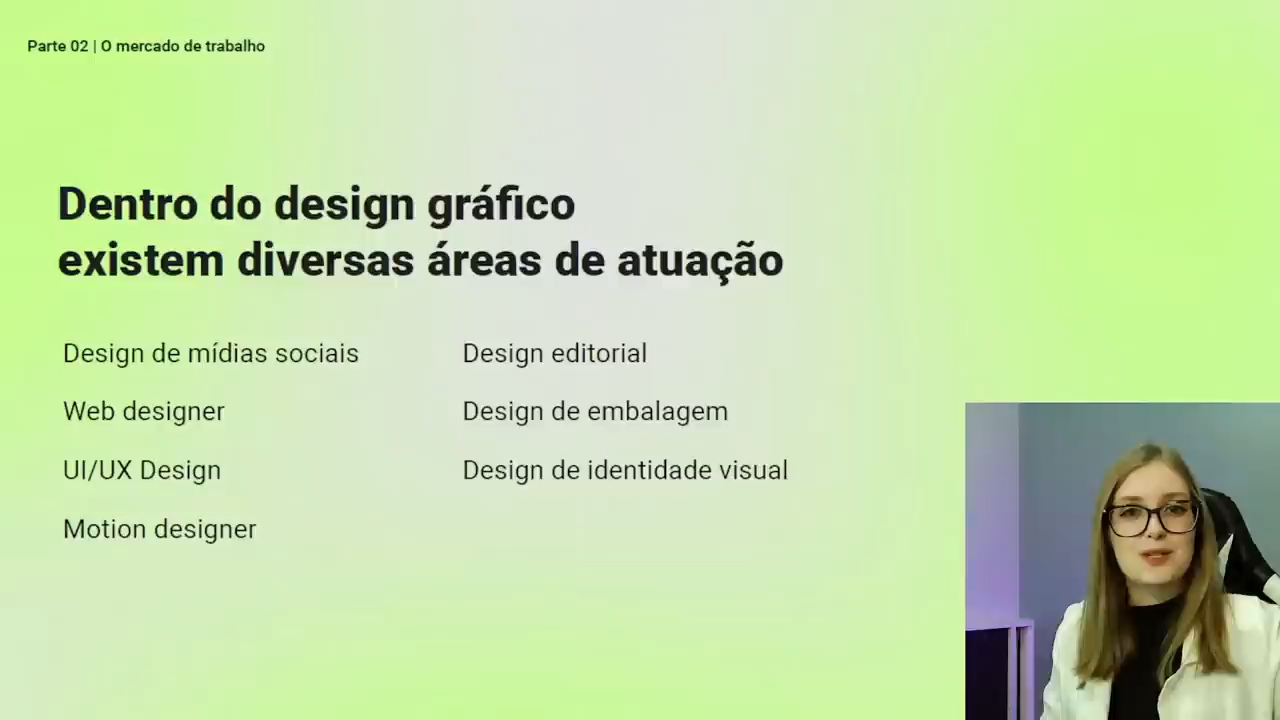 Parte 02 | O mercado de trabalho
Dentro do design gráfico
existem diversas áreas de atuação
Design de mídias sociais
Web designer
UI/UX Design
Motion designer
Design editorial
Design de embalagem
Design de identidade visual